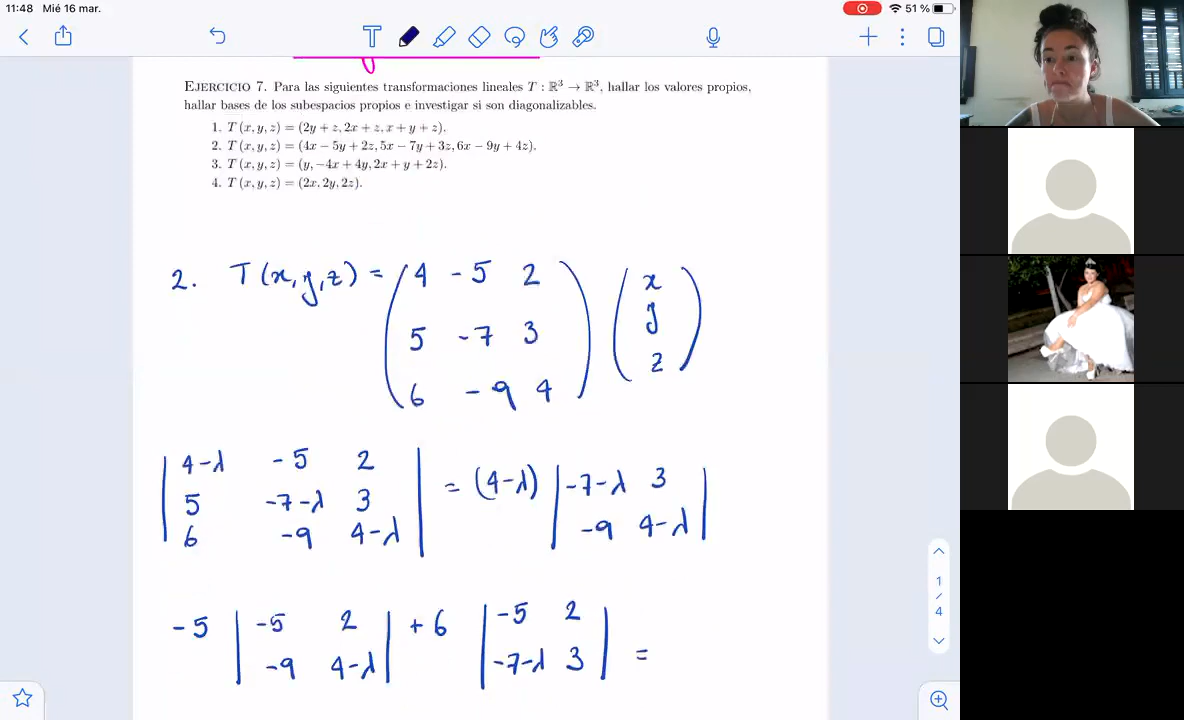 11:48 Mié 16 mar. 51 %
EJERCICIO 7. Para las siguientes transformaciones lineales T : ℝ³ → ℝ³, hallar los valores propios,
hallar bases de los subespacios propios e investigar si son diagonalizables.
1. T (x, y, z) = (2y + z, 2x + z, x + y + z).
2. T (x, y, z) = (4x − 5y + 2z, 5x − 7y + 3z, 6x − 9y + 4z).
3. T (x, y, z) = (y, −4x + 4y, 2x + y + 2z).
4. T (x, y, z) = (2x, 2y, 2z).
2. T(x,y,z) = ( 4 -5 2 ) ( x )
5 -7 3 y
6 -9 4 z
| 4-λ -5 2 | = (4-λ) | -7-λ 3 |
5 -7-λ 3 -9 4-λ
6 -9 4-λ
-5 | -5 2 | +6 | -5 2 | =
-9 4-λ -7-λ 3
1
/
4